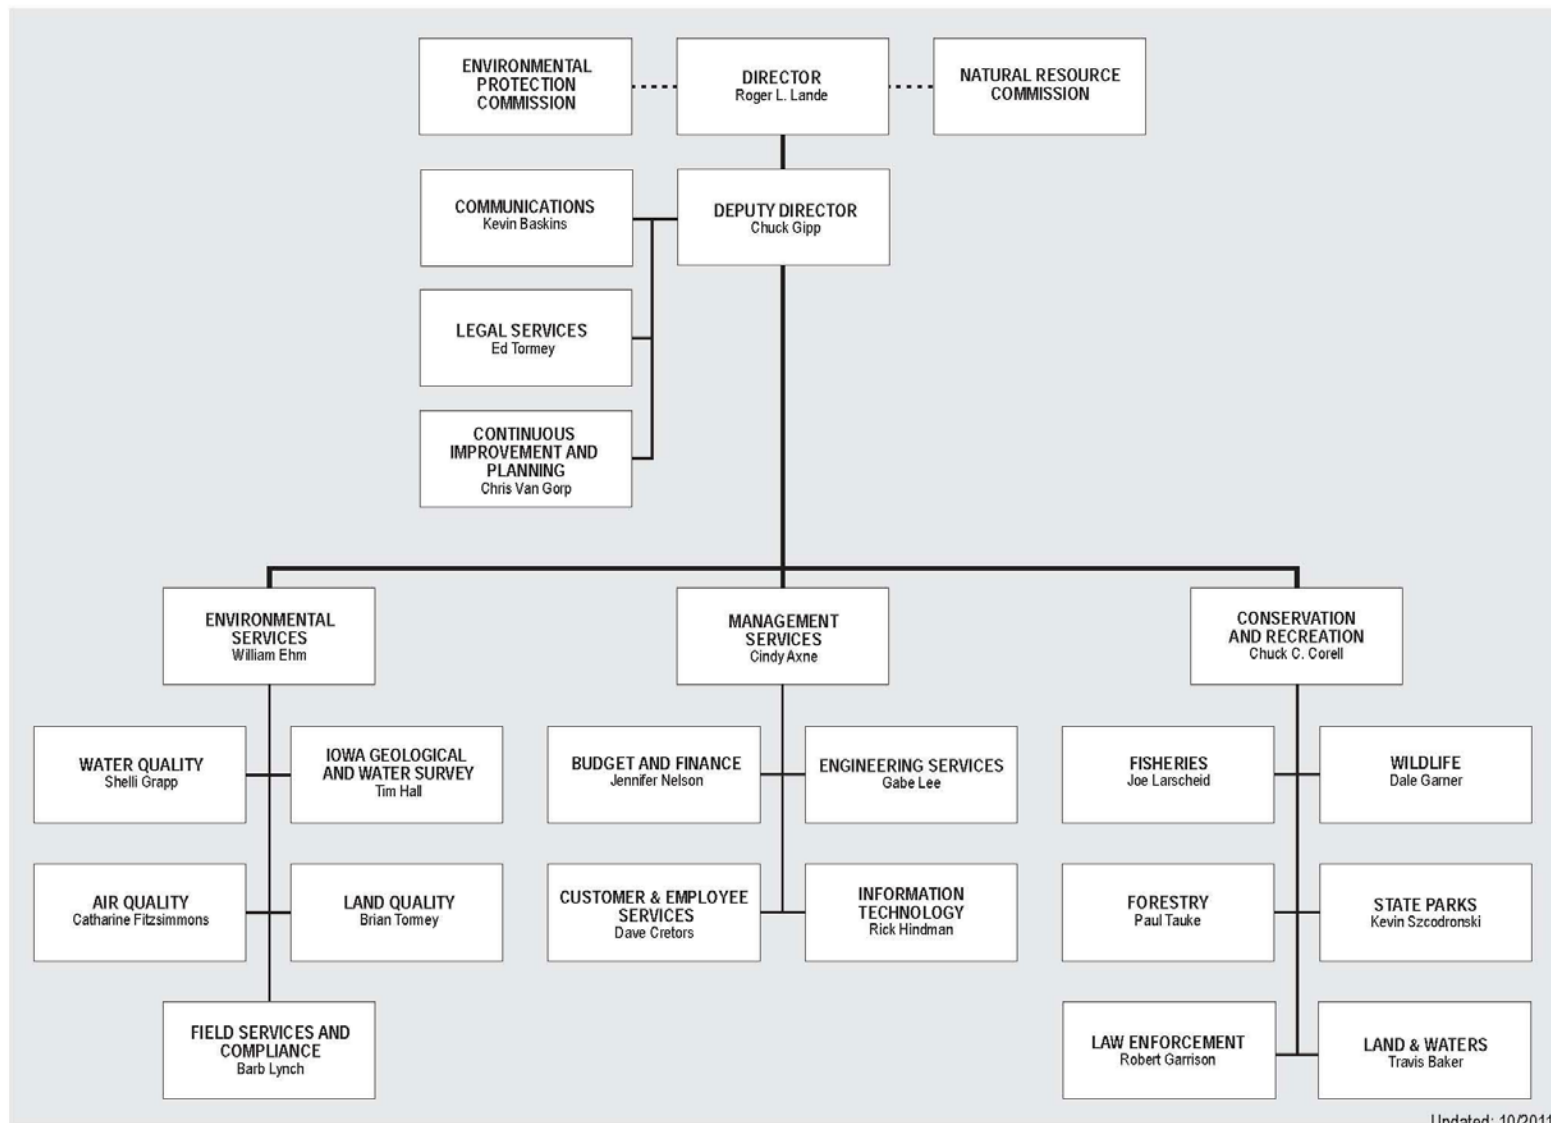 ENVIRONMENTAL
PROTECTION
COMMISSION
DIRECTOR
Roger L. Lande
NATURAL RESOURCE
COMMISSION
COMMUNICATIONS
Kevin Baskins
DEPUTY DIRECTOR
Chuck Gipp
LEGAL SERVICES
Ed Tormey
CONTINUOUS
IMPROVEMENT AND
PLANNING
Chris Van Gorp
ENVIRONMENTAL
SERVICES
William Ehm
MANAGEMENT
SERVICES
Cindy Axne
CONSERVATION
AND RECREATION
Chuck C. Corell
WATER QUALITY
Shelli Grapp
IOWA GEOLOGICAL
AND WATER SURVEY
Tim Hall
BUDGET AND FINANCE
Jennifer Nelson
ENGINEERING SERVICES
Gabe Lee
FISHERIES
Joe Larscheid
WILDLIFE
Dale Garner
AIR QUALITY
Catharine Fitzsimmons
LAND QUALITY
Brian Tormey
CUSTOMER & EMPLOYEE
SERVICES
Dave Cretors
INFORMATION
TECHNOLOGY
Rick Hindman
FORESTRY
Paul Tauke
STATE PARKS
Kevin Szcodronski
FIELD SERVICES AND
COMPLIANCE
Barb Lynch
LAW ENFORCEMENT
Robert Garrison
LAND & WATERS
Travis Baker
Updated: 10/2011